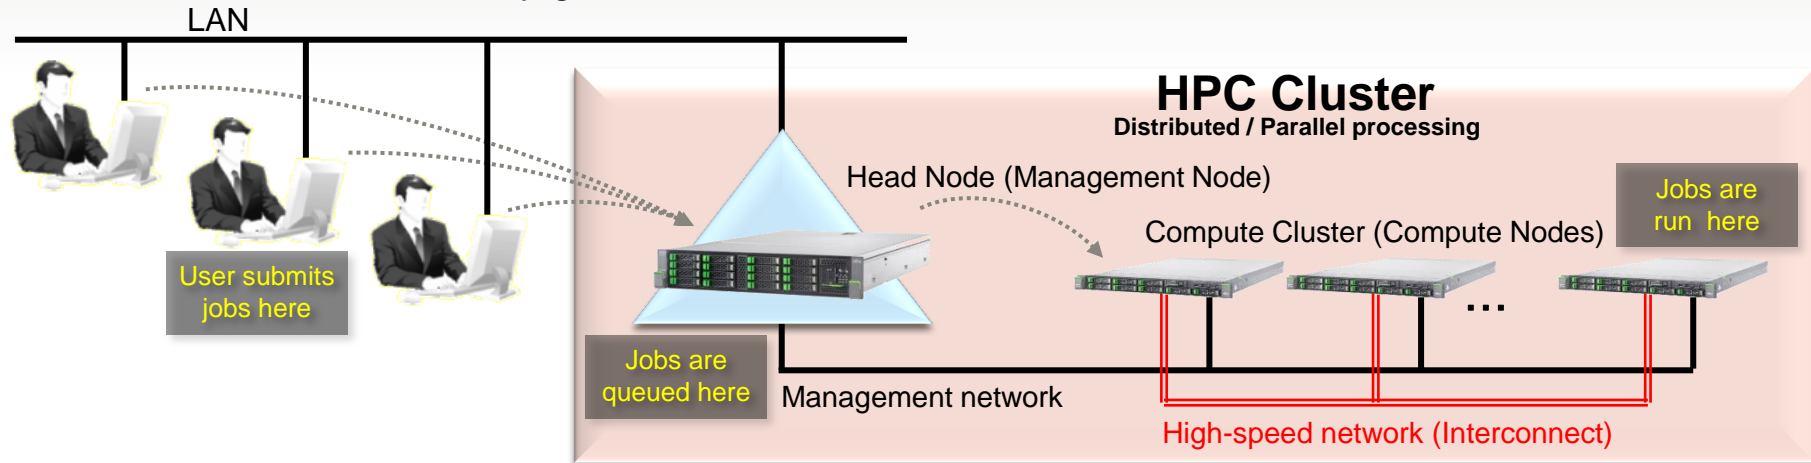 LAN
HPC Cluster
Distributed / Parallel processing
Head Node (Management Node)
Jobs are
run here
Compute Cluster (Compute Nodes)
User submits
jobs here
...
Jobs are
queued here
Management network
High-speed network (Interconnect)